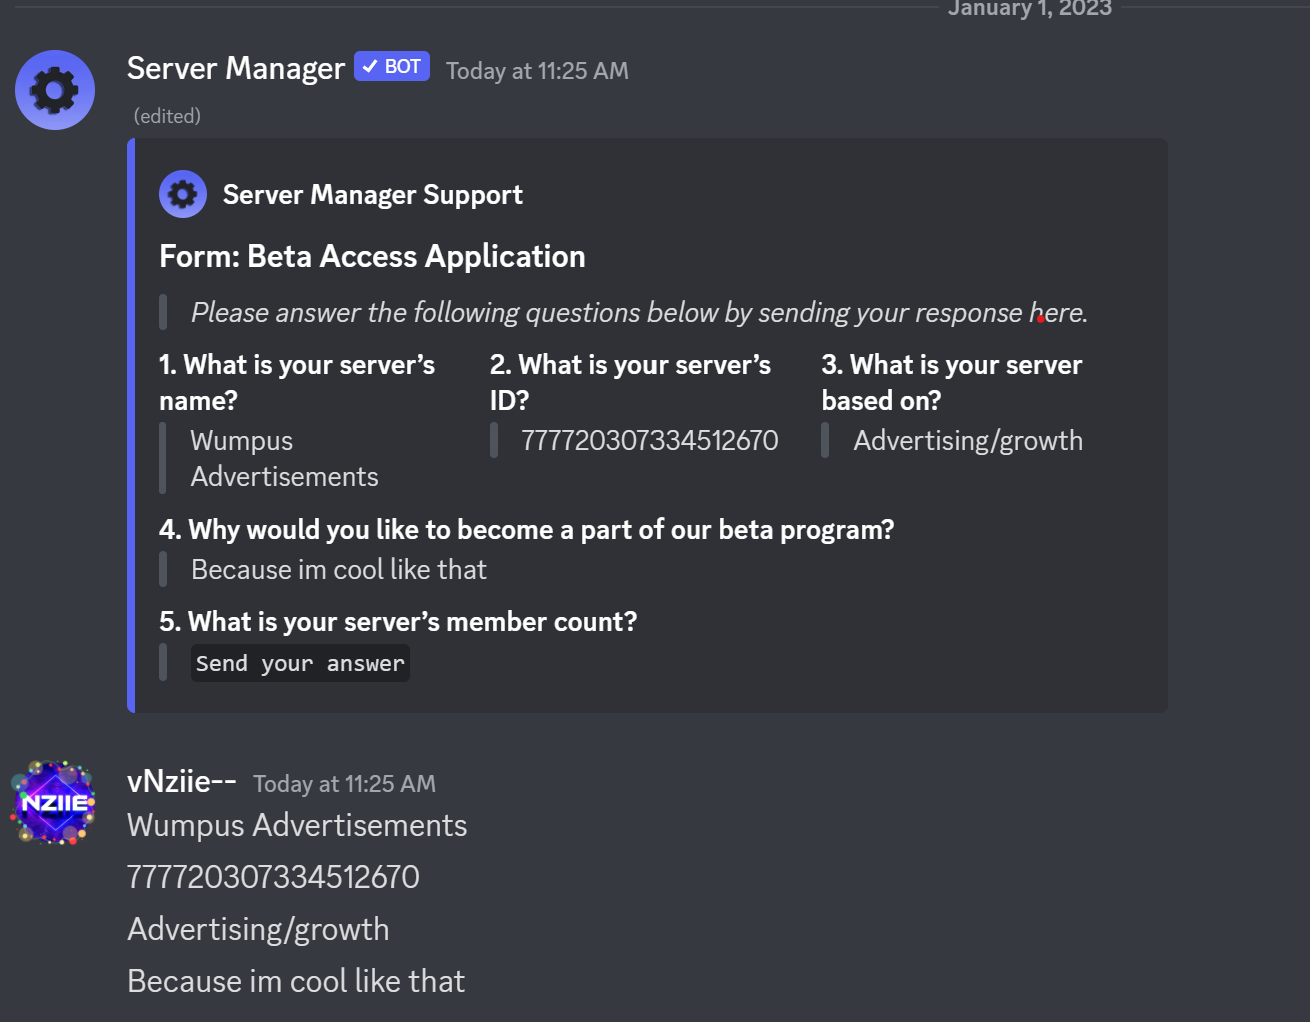 January 1, 2023
Server Manager ✓ BOT Today at 11:25 AM
(edited)
Server Manager Support
Form: Beta Access Application
Please answer the following questions below by sending your response here.
1. What is your server’s
name?
Wumpus
Advertisements
2. What is your server’s
ID?
777720307334512670
3. What is your server
based on?
Advertising/growth
4. Why would you like to become a part of our beta program?
Because im cool like that
5. What is your server’s member count?
Send your answer
NZIIE
vNziie-- Today at 11:25 AM
Wumpus Advertisements
777720307334512670
Advertising/growth
Because im cool like that